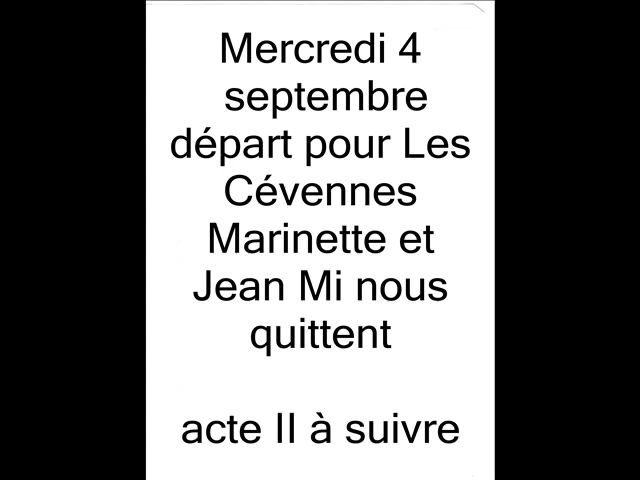 Mercredi 4
septembre
départ pour Les
Cévennes
Marinette et
Jean Mi nous
quittent
acte II à suivre